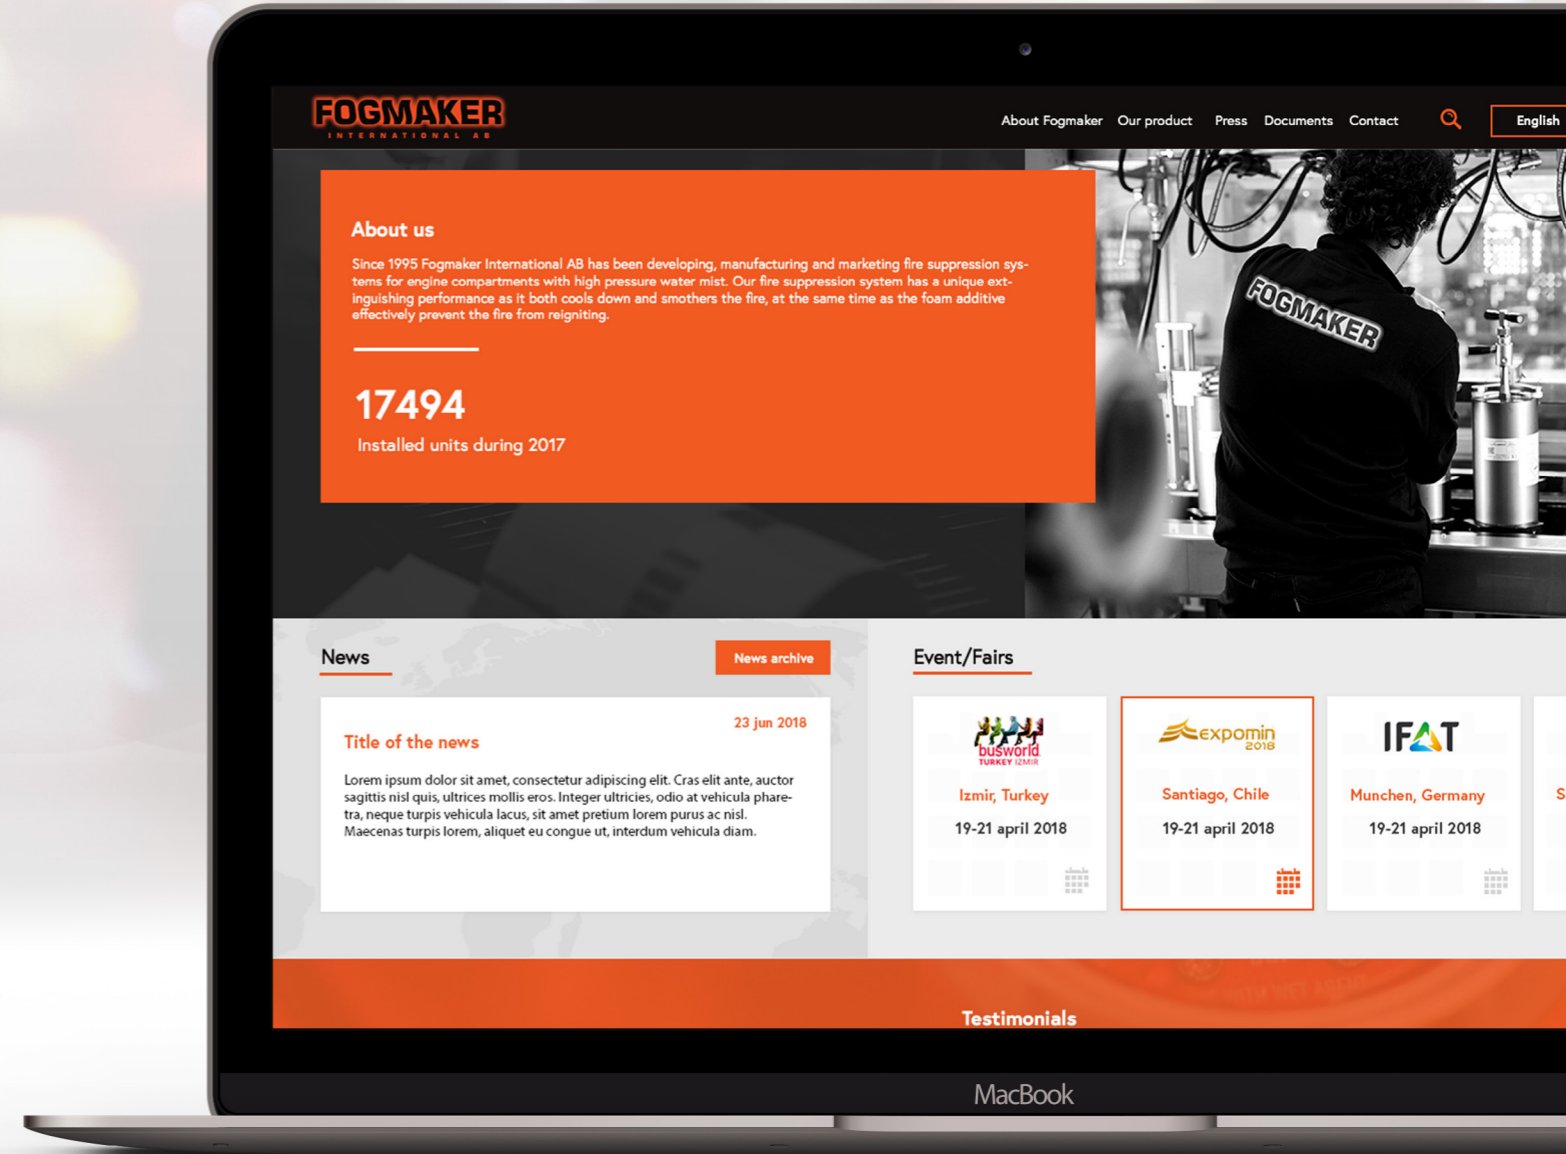 FOGMAKER
INTERNATIONAL AB
About Fogmaker Our product Press Documents Contact
English
About us
Since 1995 Fogmaker International AB has been developing, manufacturing and marketing fire suppression sys-
tems for engine compartments with high pressure water mist. Our fire suppression system has a unique ext-
inguishing performance as it both cools down and smothers the fire, at the same time as the foam additive
effectively prevent the fire from reigniting.
17494
Installed units during 2017
FOGMAKER
News
News archive
23 jun 2018
Title of the news
Lorem ipsum dolor sit amet, consectetur adipiscing elit. Cras elit ante, auctor
sagittis nisl quis, ultrices mollis eros. Integer ultricies, odio at vehicula phare-
tra, neque turpis vehicula lacus, sit amet pretium lorem purus ac nisl.
Maecenas turpis lorem, aliquet eu congue ut, interdum vehicula diam.
Event/Fairs
busworld
TURKEY IZMIR
Izmir, Turkey
19-21 april 2018
expomin
2018
Santiago, Chile
19-21 april 2018
IFAT
Munchen, Germany
19-21 april 2018
S
Testimonials
MacBook